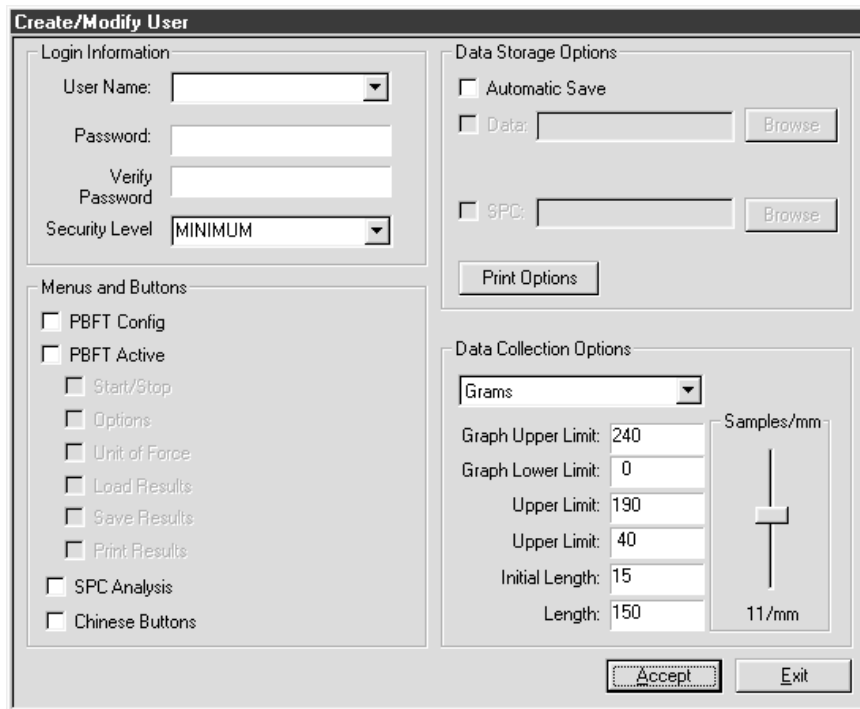 Create/Modify User
Login Information
User Name:
Password:
Verify
Password
Security Level
MINIMUM
Menus and Buttons
PBFT Config
PBFT Active
Start/Stop
Options
Unit of Force
Load Results
Save Results
Print Results
SPC Analysis
Chinese Buttons
Data Storage Options
Automatic Save
Data:
Browse
SPC:
Browse
Print Options
Data Collection Options
Grams
Graph Upper Limit: 240
Graph Lower Limit: 0
Upper Limit: 190
Upper Limit: 40
Initial Length: 15
Length: 150
Samples/mm
11/mm
Accept
Exit